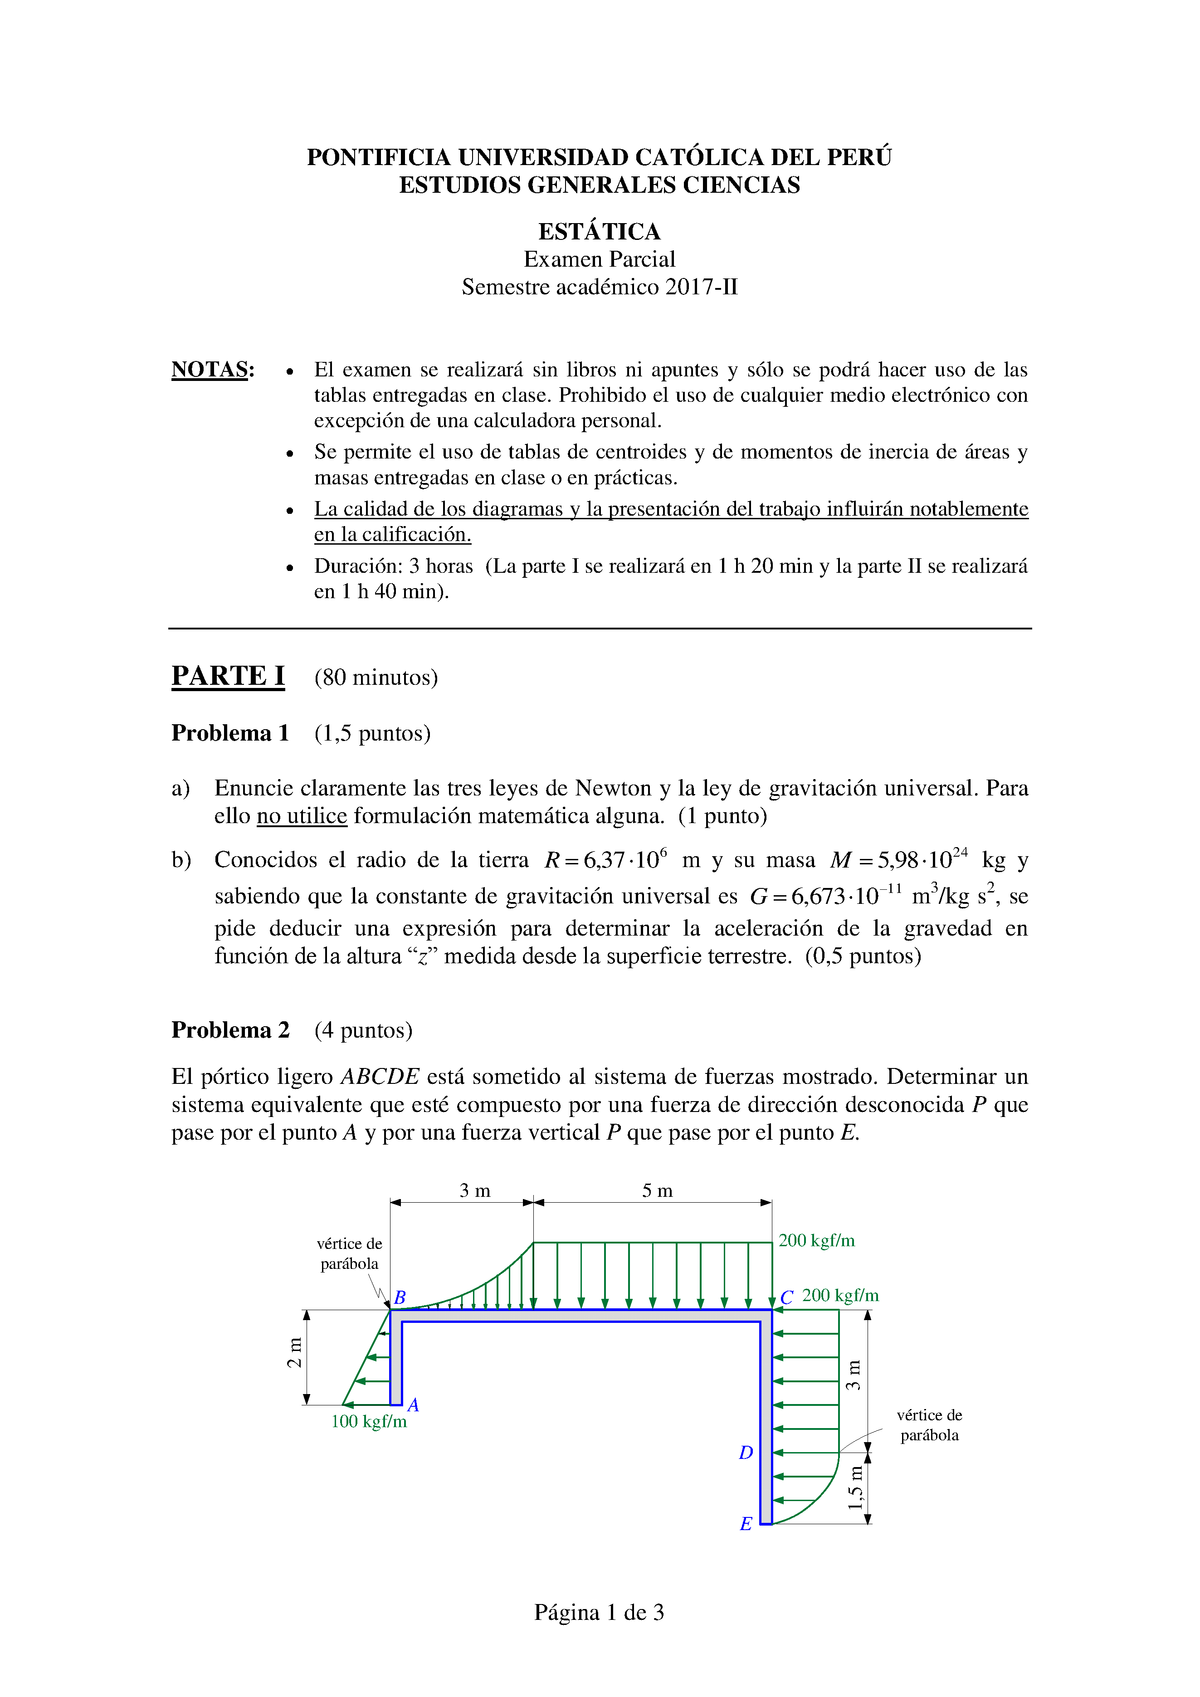 PONTIFICIA UNIVERSIDAD CATÓLICA DEL PERÚ
ESTUDIOS GENERALES CIENCIAS
ESTÁTICA
Examen Parcial
Semestre académico 2017-II
NOTAS: • El examen se realizará sin libros ni apuntes y sólo se podrá hacer uso de las
tablas entregadas en clase. Prohibido el uso de cualquier medio electrónico con
excepción de una calculadora personal.
• Se permite el uso de tablas de centroides y de momentos de inercia de áreas y
masas entregadas en clase o en prácticas.
• La calidad de los diagramas y la presentación del trabajo influirán notablemente
en la calificación.
• Duración: 3 horas (La parte I se realizará en 1 h 20 min y la parte II se realizará
en 1 h 40 min).
PARTE I (80 minutos)
Problema 1 (1,5 puntos)
a) Enuncie claramente las tres leyes de Newton y la ley de gravitación universal. Para
ello no utilice formulación matemática alguna. (1 punto)
b) Conocidos el radio de la tierra R = 6,37·10⁶ m y su masa M = 5,98·10²⁴ kg y
sabiendo que la constante de gravitación universal es G = 6,673·10⁻¹¹ m³/kg s², se
pide deducir una expresión para determinar la aceleración de la gravedad en
función de la altura “z” medida desde la superficie terrestre. (0,5 puntos)
Problema 2 (4 puntos)
El pórtico ligero ABCDE está sometido al sistema de fuerzas mostrado. Determinar un
sistema equivalente que esté compuesto por una fuerza de dirección desconocida P que
pase por el punto A y por una fuerza vertical P que pase por el punto E.
3 m 5 m
vértice de
parábola
200 kgf/m
B
C 200 kgf/m
2 m
3 m
A
100 kgf/m
vértice de
parábola
D
1,5 m
E
Página 1 de 3